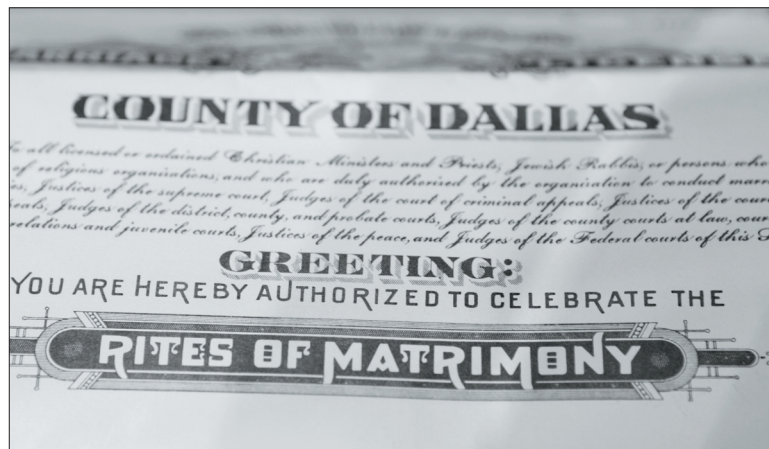 COUNTY OF DALLAS
To all licensed or ordained Christian Ministers and Priests, Jewish Rabbis, or persons who
of religious organizations, and who are duly authorized by the organization to conduct marr
es, Justices of the supreme court, Judges of the court of criminal appeals, Justices of the cour
eals, Judges of the district, county, and probate courts, Judges of the county courts at law, cour
relations and juvenile courts, Justices of the peace, and Judges of the Federal courts of this
GREETING:
YOU ARE HEREBY AUTHORIZED TO CELEBRATE THE
RITES OF MATRIMONY